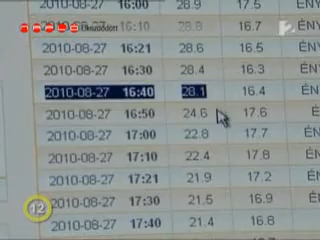 2010-08-27 16:00 28.9 17.5 ÉNY
Elkezdődött
2010-08-27 16:10 28.8 16.7 ÉNY
2010-08-27 16:21 28.6 16.5 ÉNY
2010-08-27 16:30 28.4 16.3 ÉNY
2010-08-27 16:40 28.1 16.4 ÉNY
2010-08-27 16:50 24.6 17.6 ÉNY
2010-08-27 17:00 22.8 17.7 ÉN
2010-08-27 17:10 22.4 17.8 ÉN
2010-08-27 17:21 21.9 17.2 ÉN
12
2010-08-27 17:30 21.5 16.9 ÉN
2010-08-27 17:40 21.4 16.8 ÉN